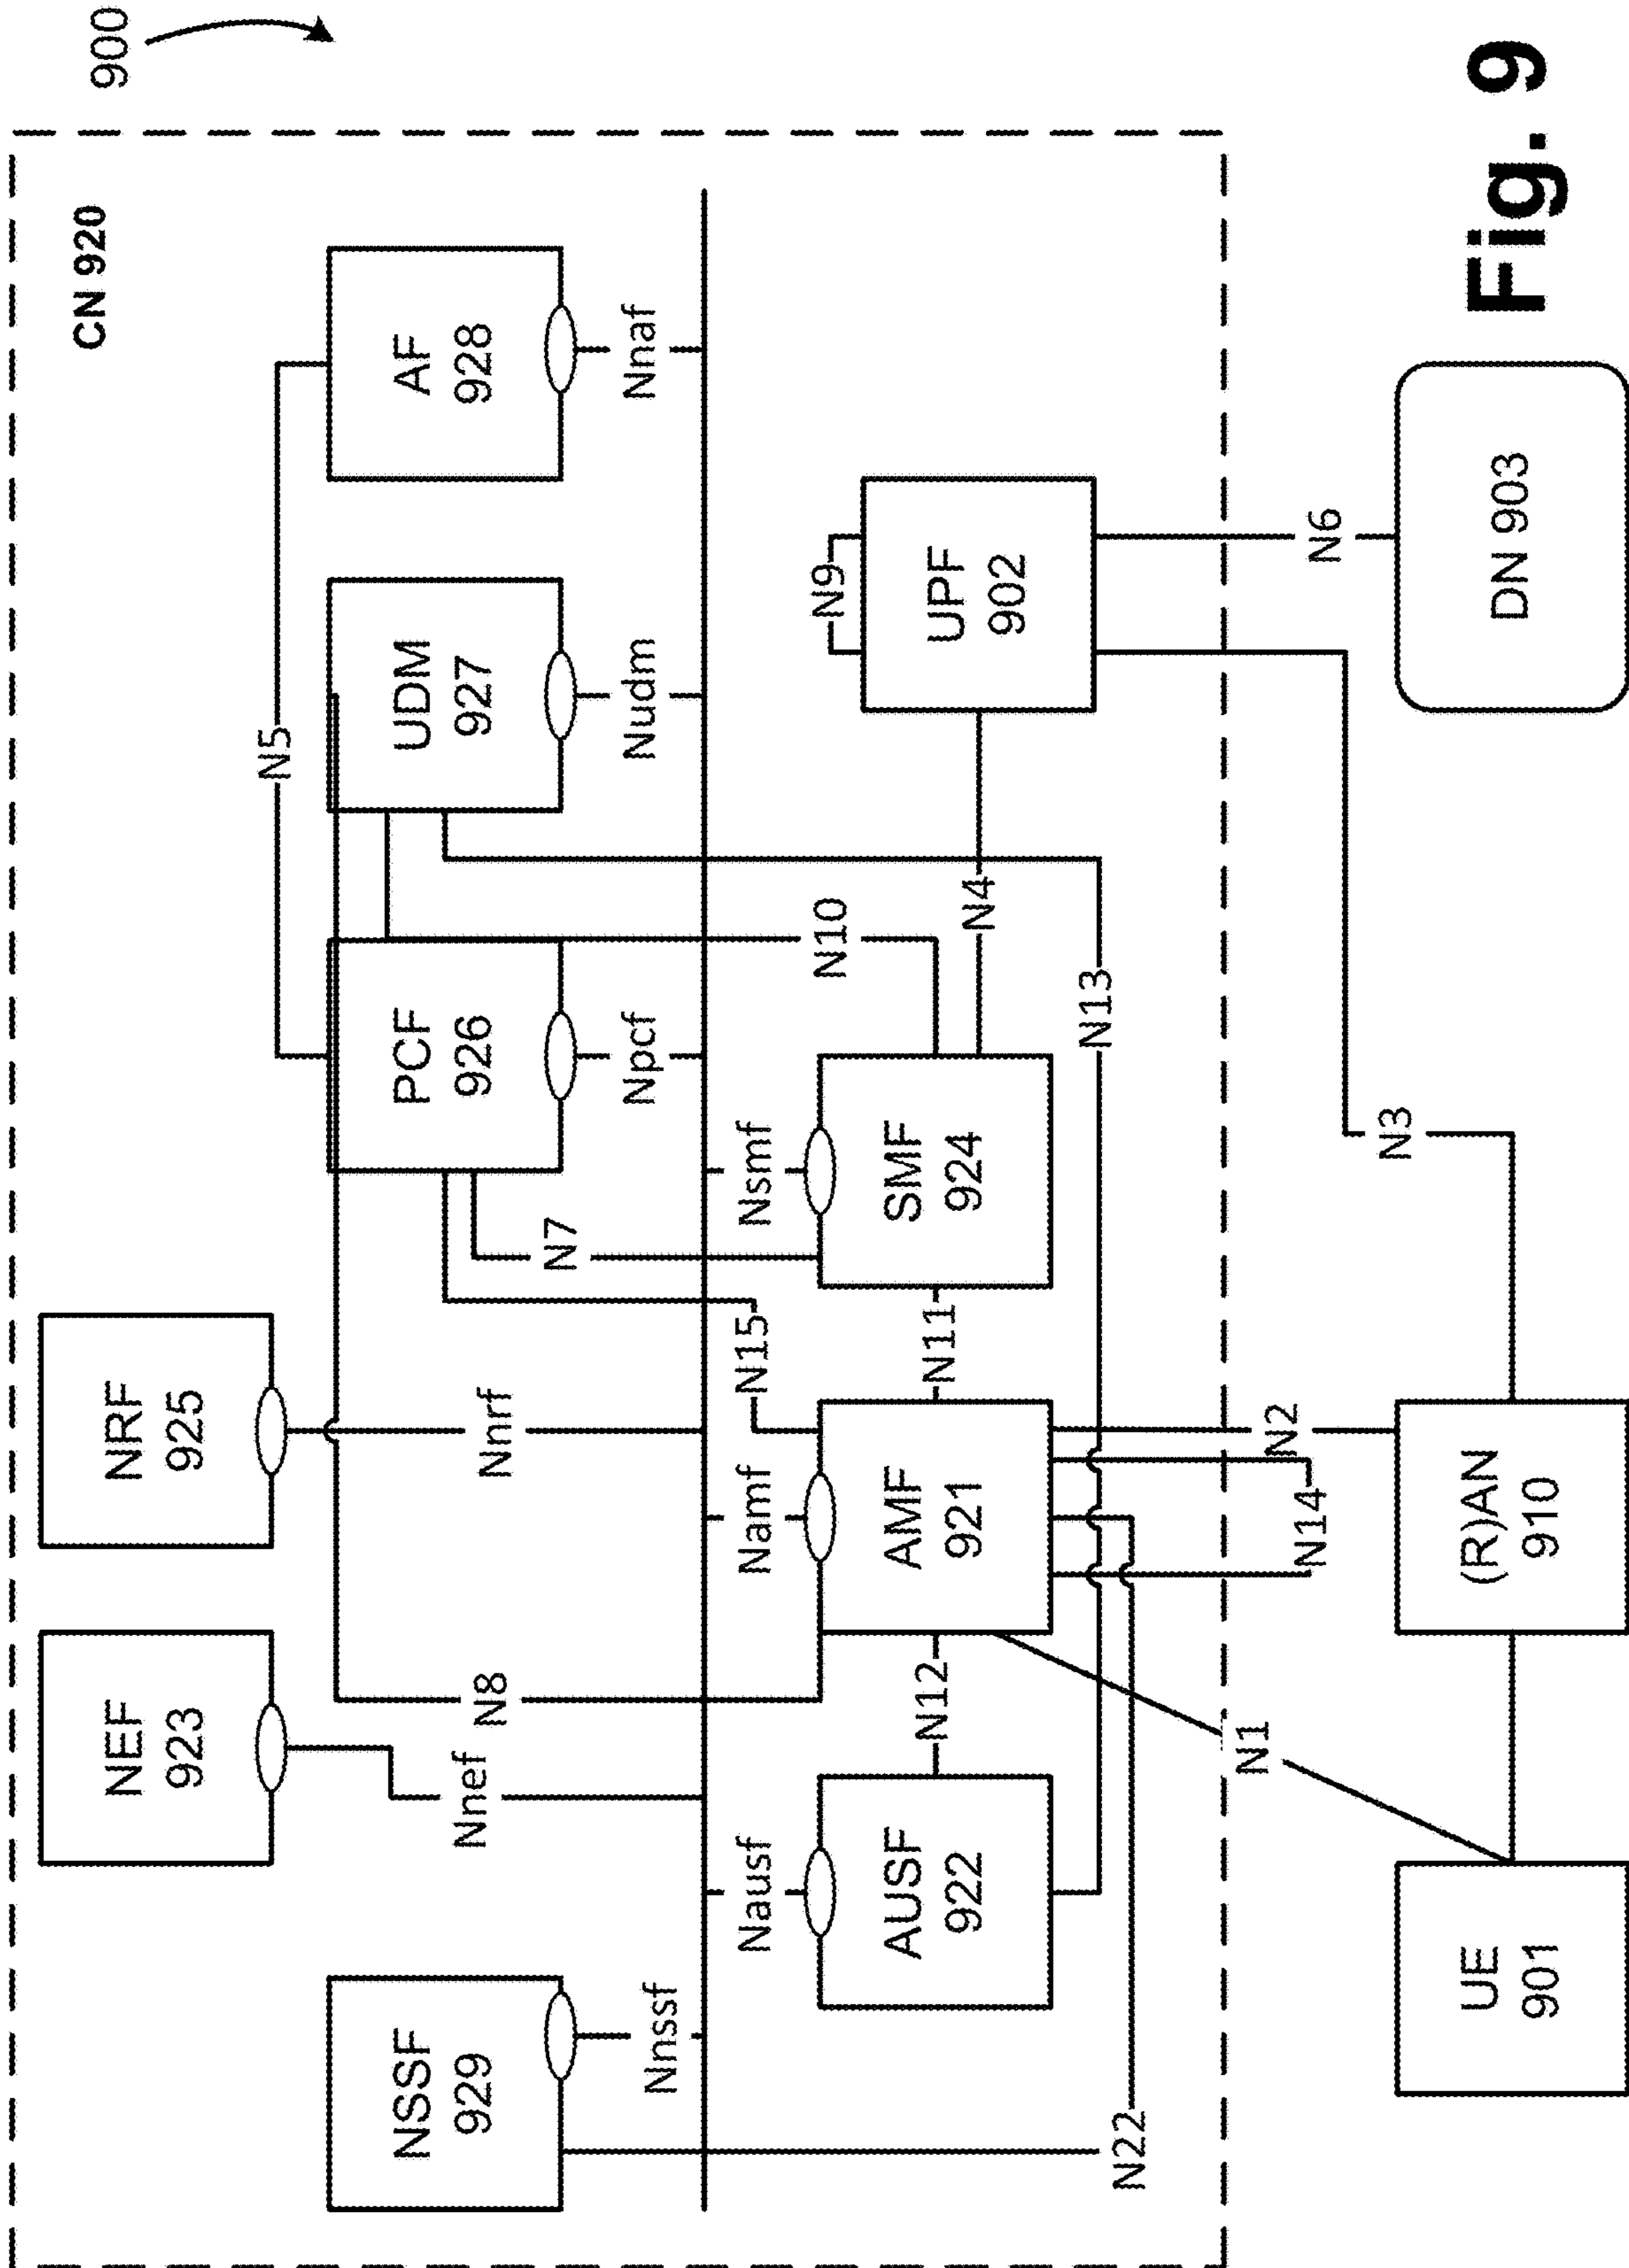 900
CN 920
NEF
923
NRF
925
N5
NSSF
929
PCF
926
UDM
927
AF
928
N8
Nnef
Nnrf
N7
Nnssf
Npcf
Nudm
Nnaf
Nausf
Namf
N15
Nsmf
N10
N9
AUSF
922
N12
AMF
921
N11
SMF
924
N4
UPF
902
N22
N13
N1
N2
N14
N3
N6
UE
901
(R)AN
910
DN 903
Fig. 9